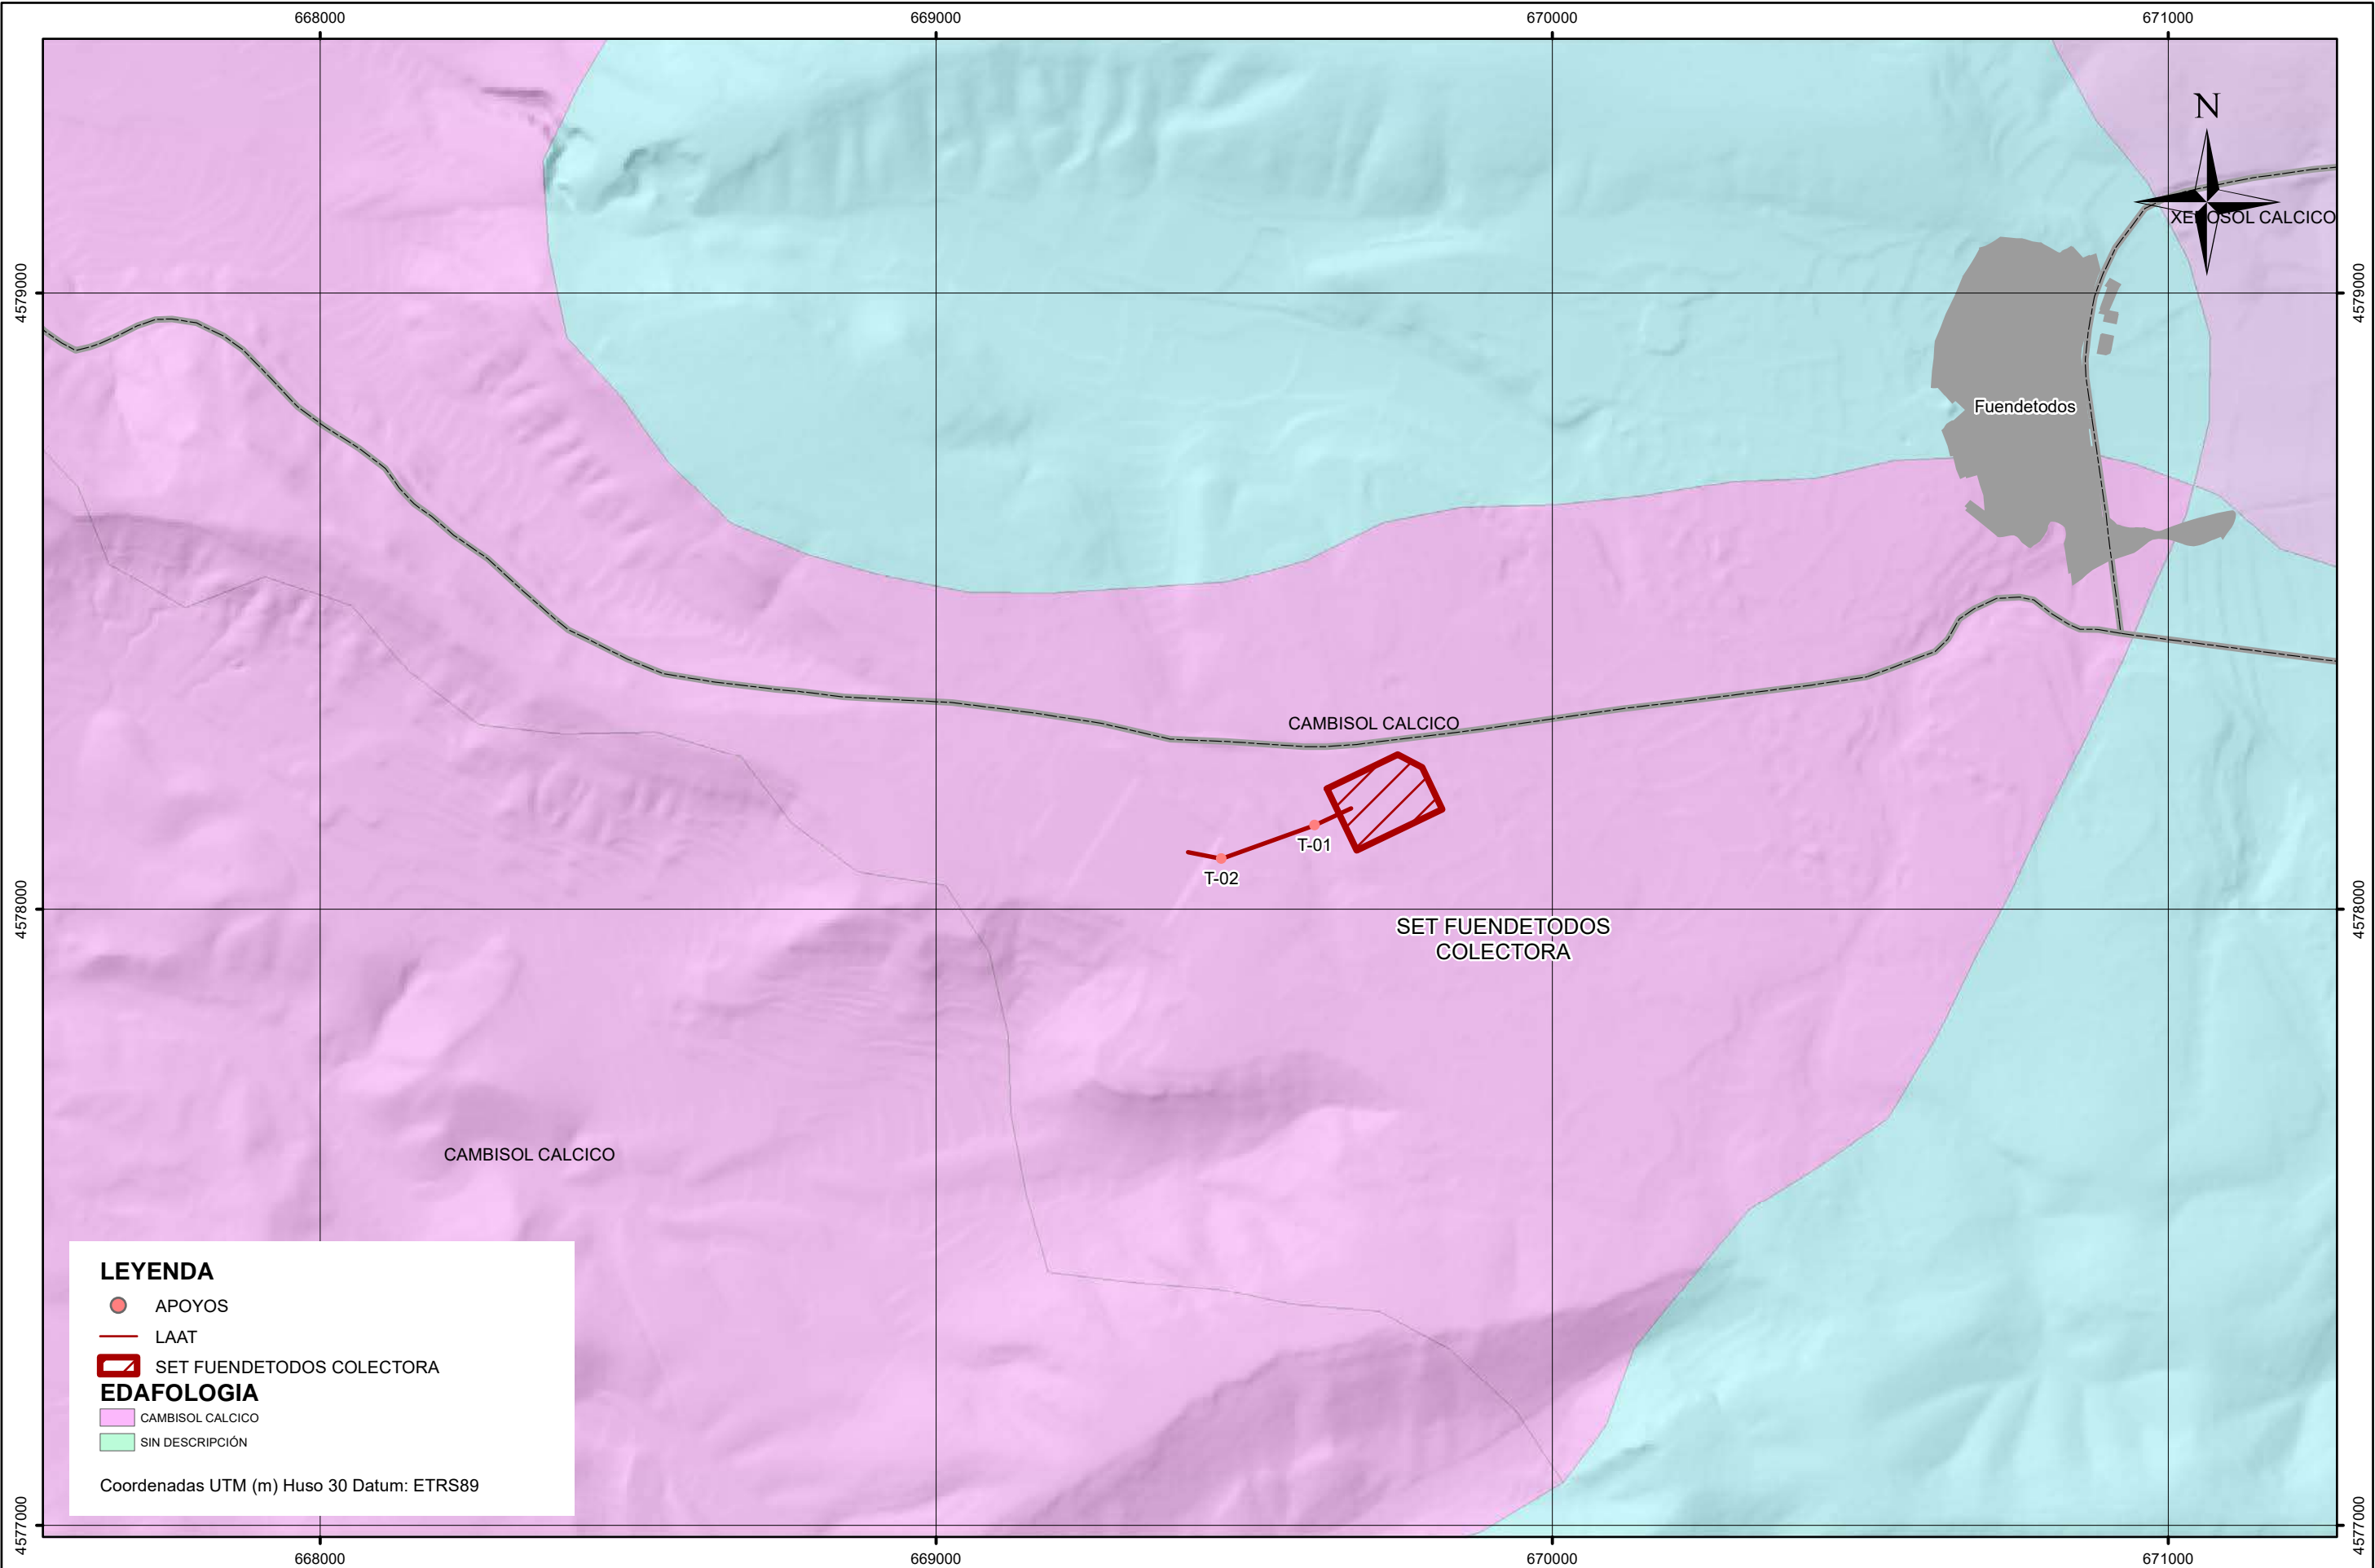 668000
669000
670000
671000
N
XEROSOL CALCICO
4579000
4579000
Fuendetodos
CAMBISOL CALCICO
T-01
T-02
4578000
4578000
SET FUENDETODOS
COLECTORA
CAMBISOL CALCICO
LEYENDA
APOYOS
LAAT
SET FUENDETODOS COLECTORA
EDAFOLOGIA
CAMBISOL CALCICO
SIN DESCRIPCIÓN
Coordenadas UTM (m) Huso 30 Datum: ETRS89
4577000
4577000
668000
669000
670000
671000